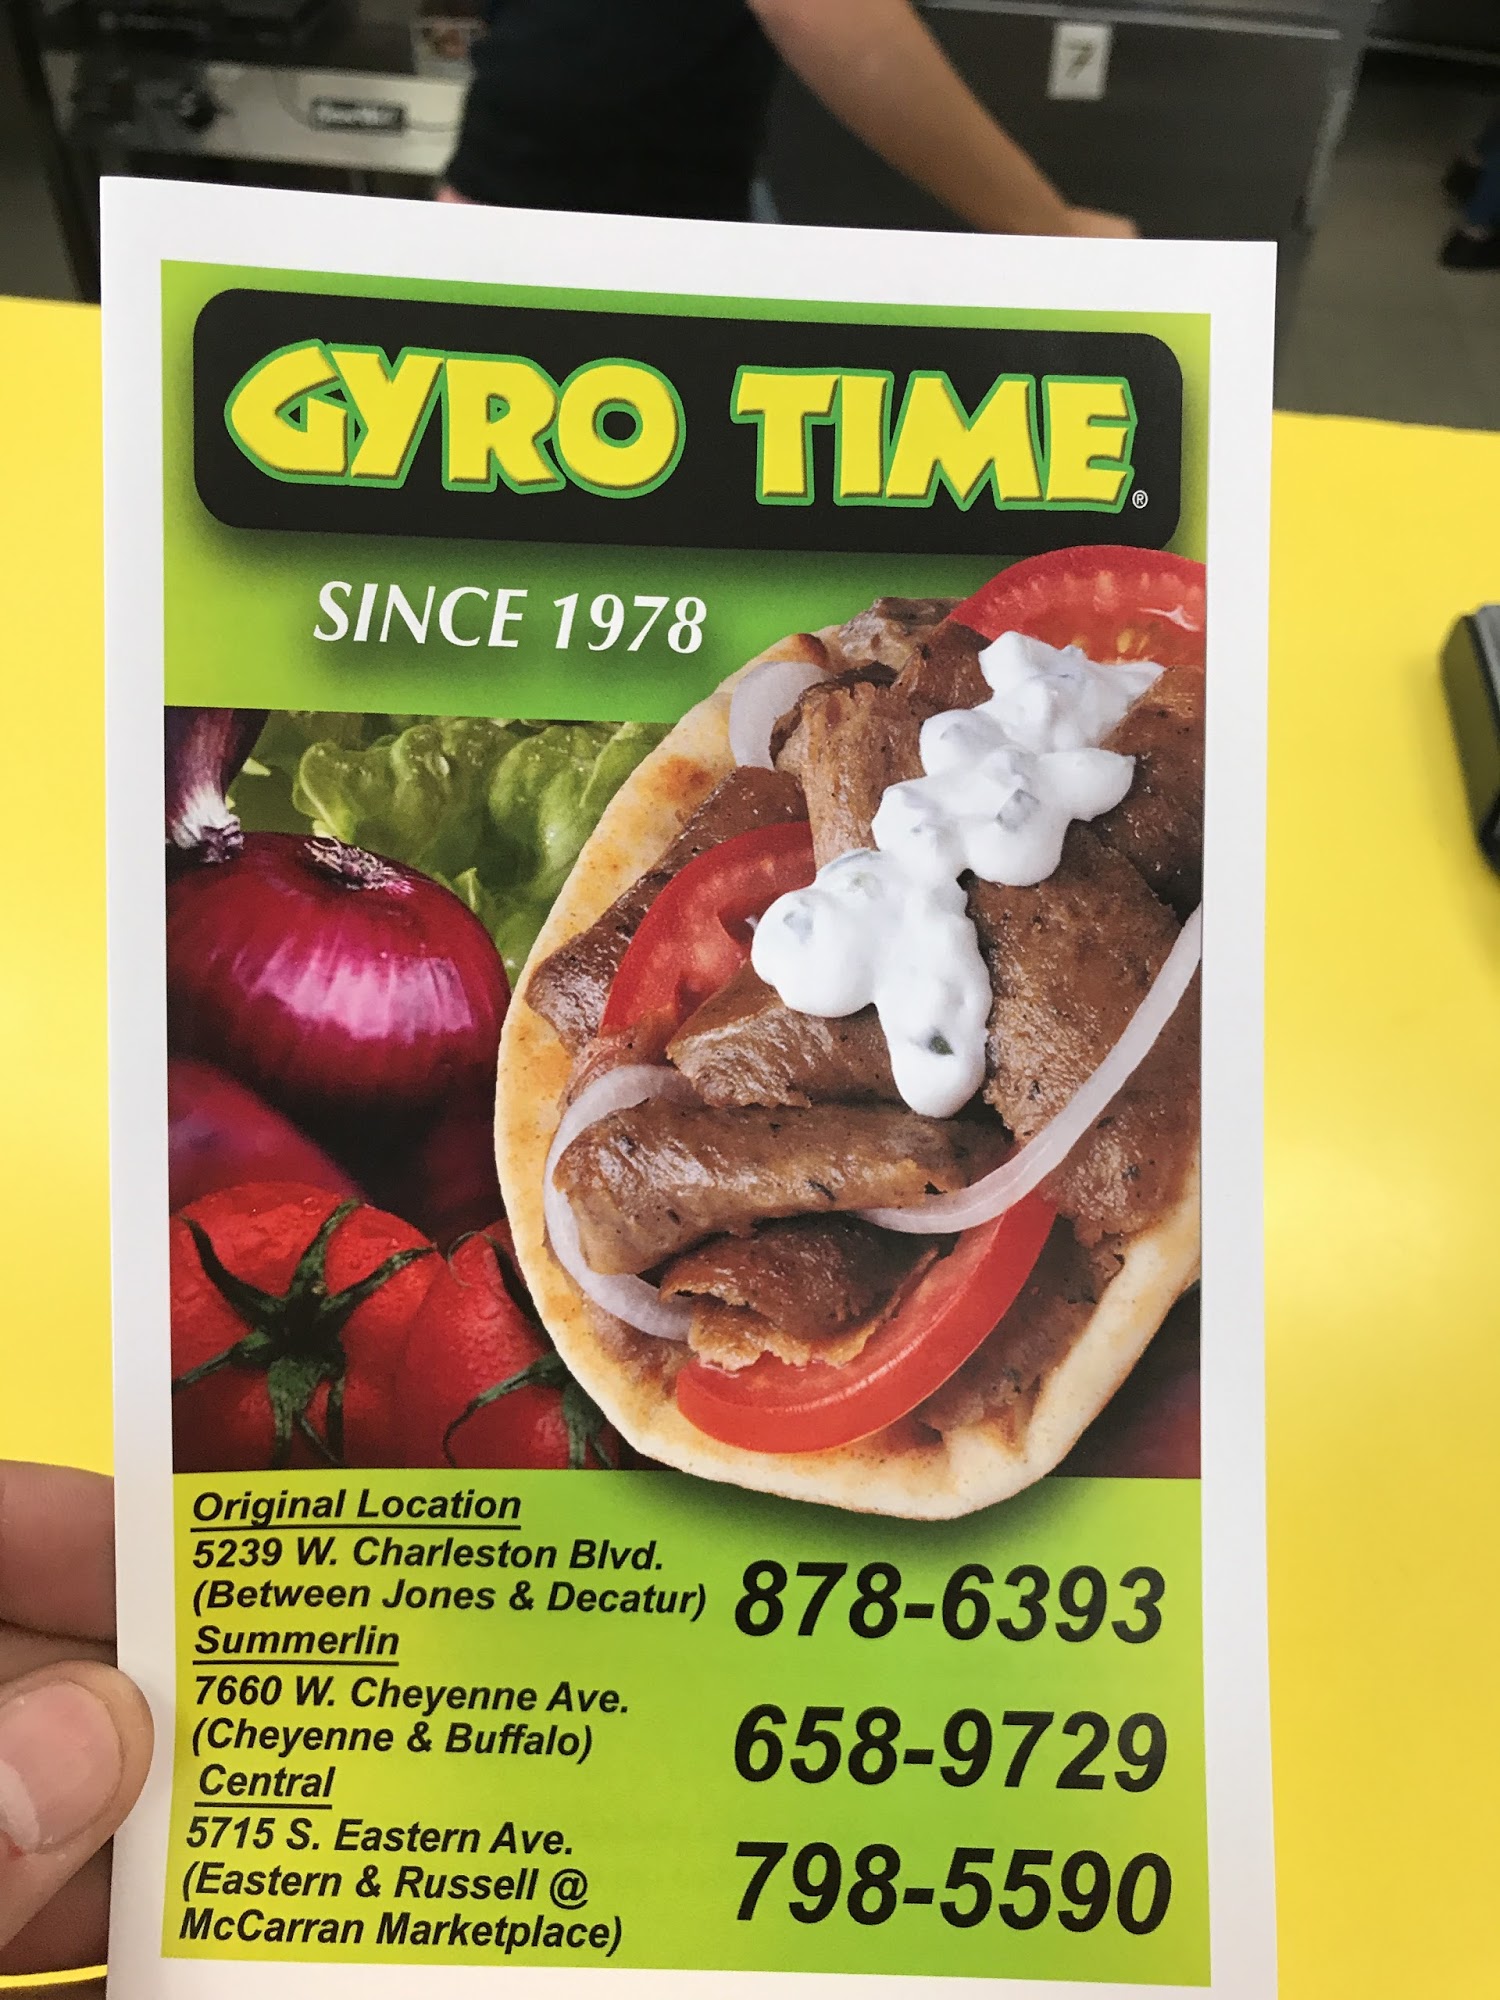 7
GYRO TIME®
SINCE 1978
Original Location
5239 W. Charleston Blvd.
(Between Jones & Decatur)
878-6393
Summerlin
7660 W. Cheyenne Ave.
(Cheyenne & Buffalo)
658-9729
Central
5715 S. Eastern Ave.
(Eastern & Russell @
McCarran Marketplace)
798-5590